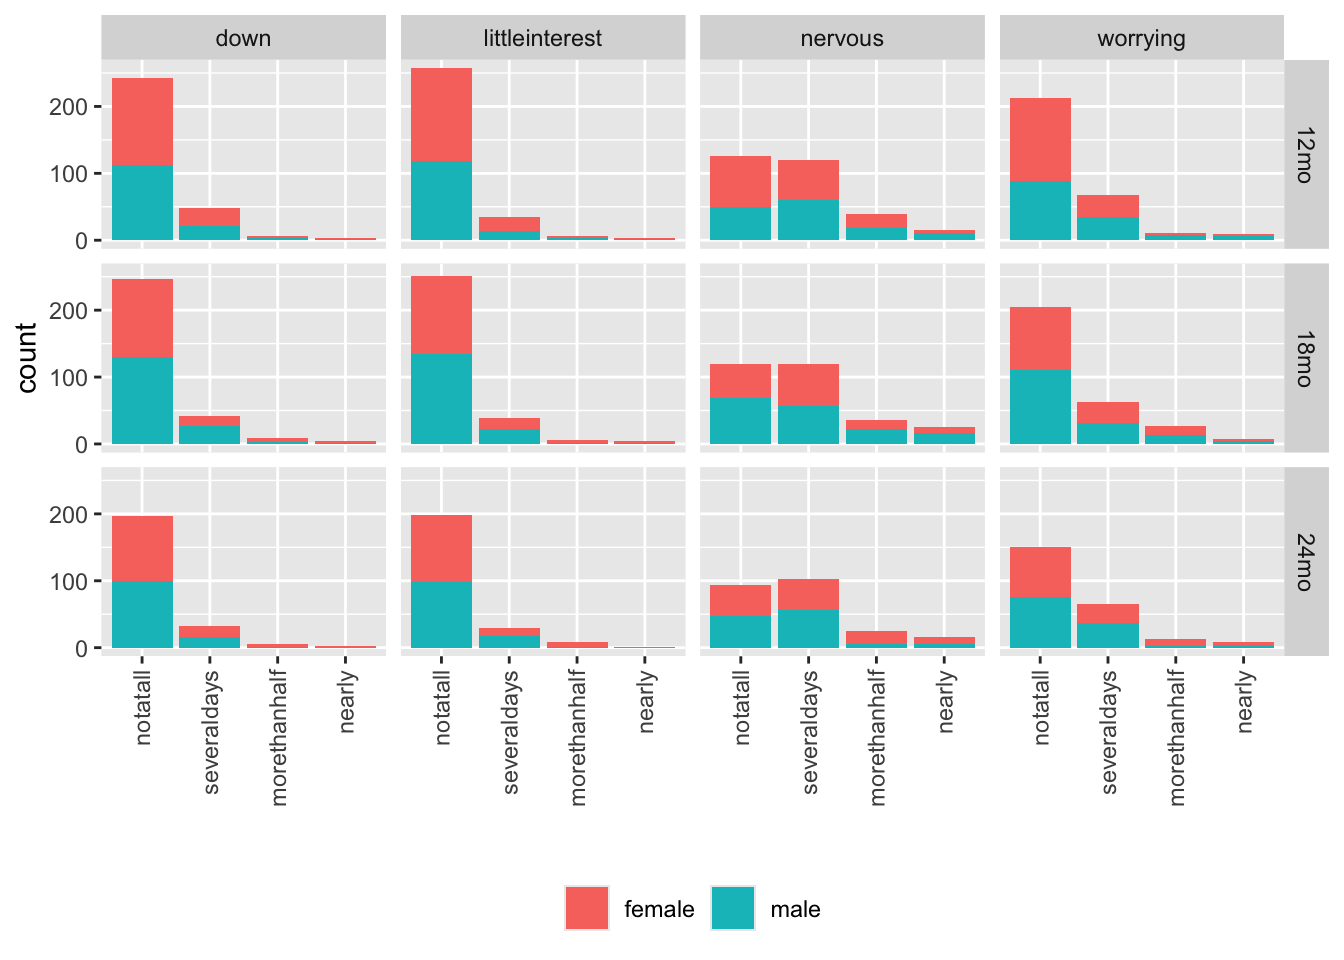 down littleinterest nervous worrying
200
100
0
12mo
200
100
0
18mo
count
200
100
0
24mo
notatall severaldays morethanhalf nearly notatall severaldays morethanhalf nearly notatall severaldays morethanhalf nearly notatall severaldays morethanhalf nearly
female male